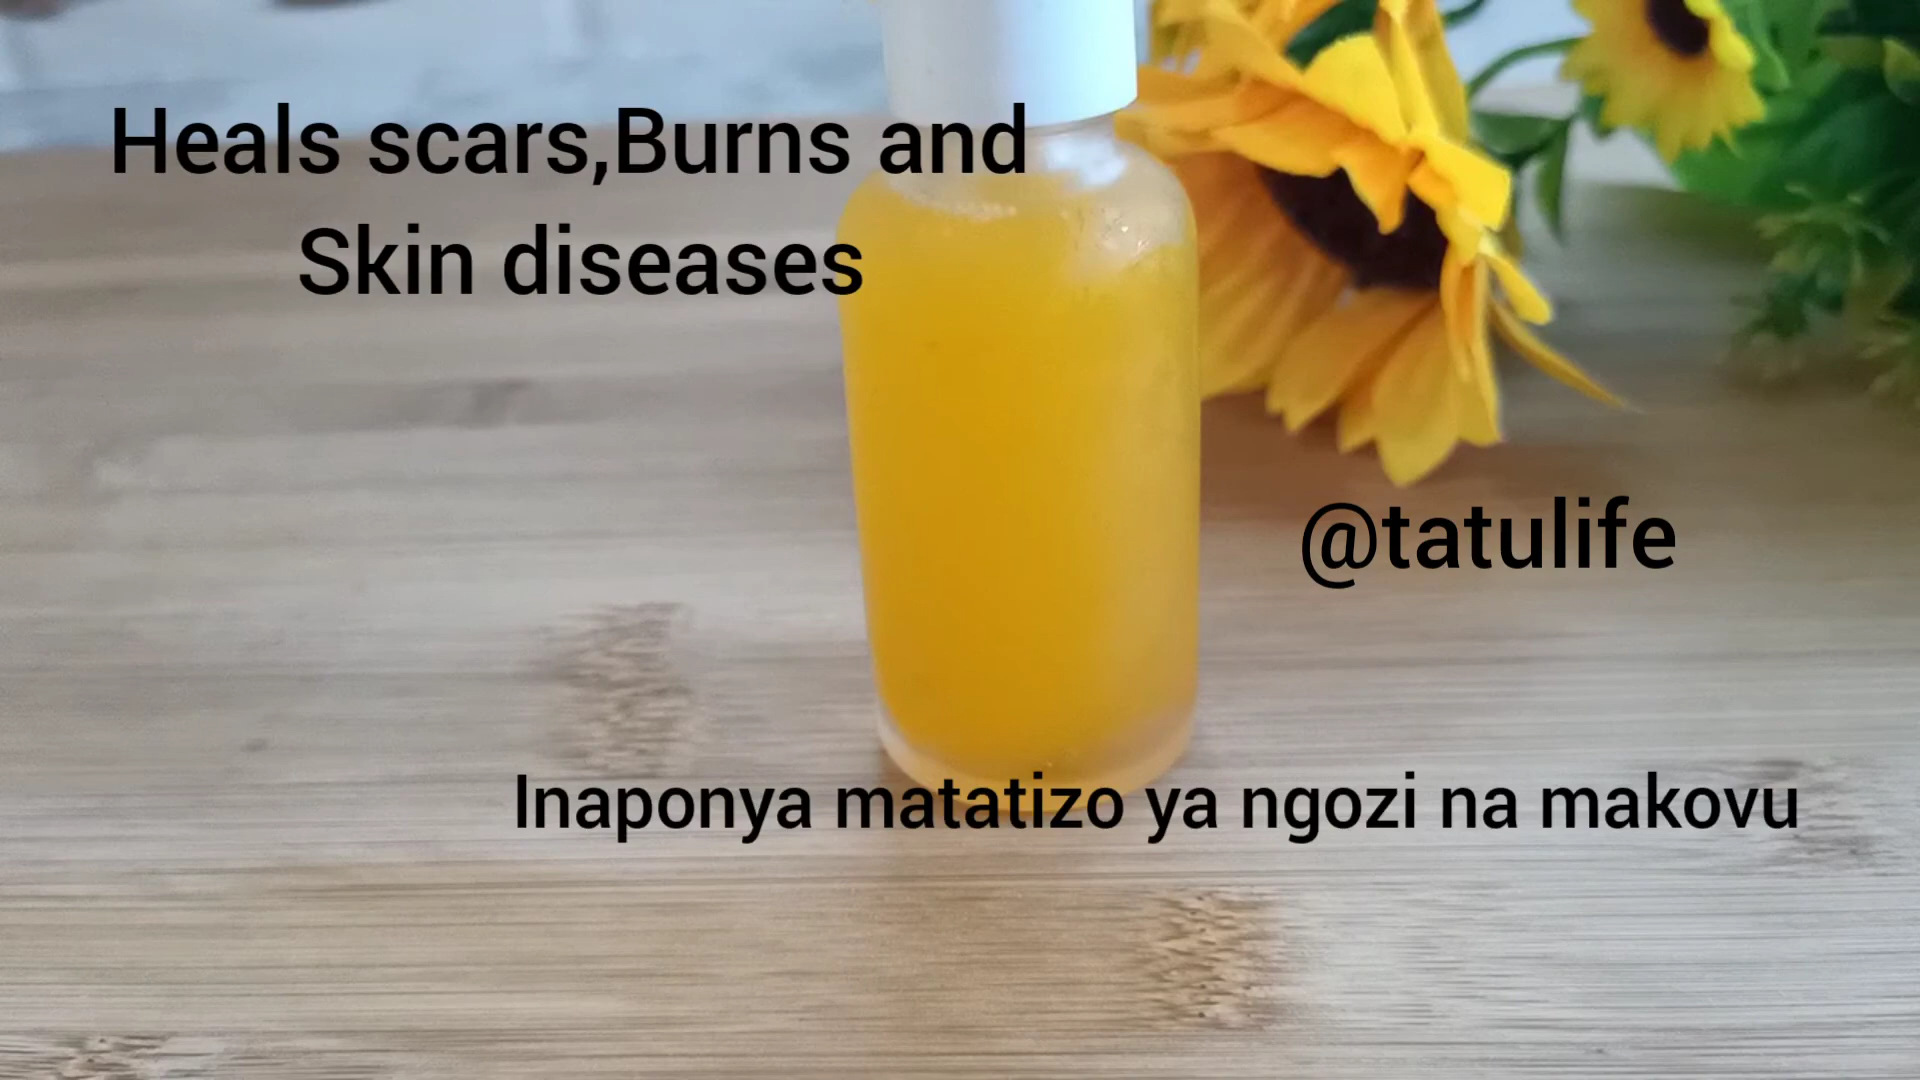 Heals scars,Burns and
Skin diseases
@tatulife
Inaponya matatizo ya ngozi na makovu